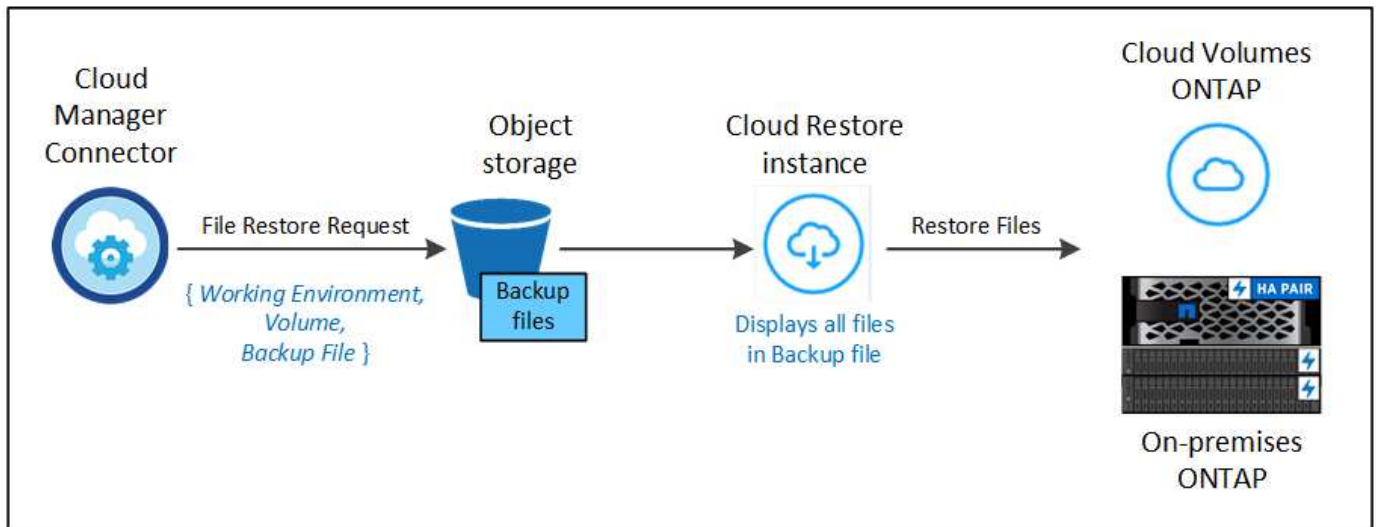 Cloud
Manager
Connector
File Restore Request
{ Working Environment,
Volume,
Backup File }
Object
storage
Backup
files
Cloud Restore
instance
Displays all files
in Backup file
Restore Files
Cloud Volumes
ONTAP
HA PAIR
On-premises
ONTAP